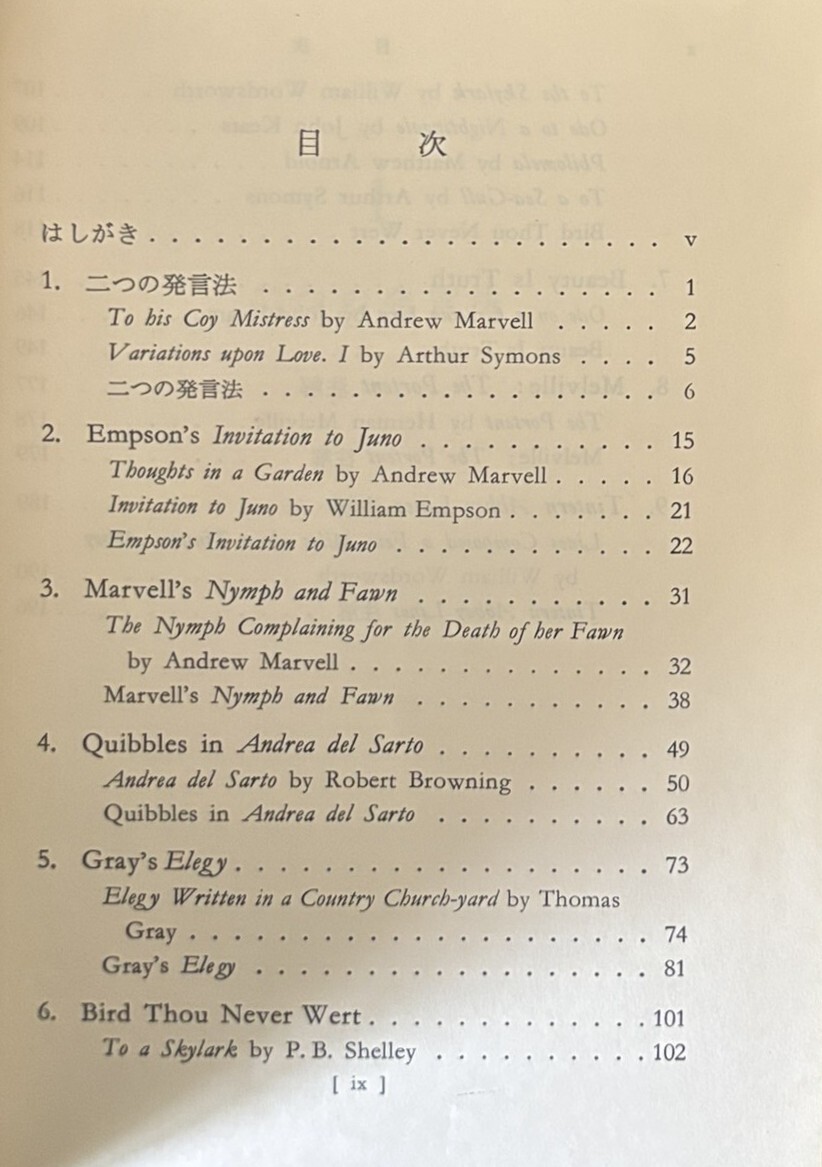 目 次
はしがき . . . . . . . . . . . . . . . . . . . . . . . v
1. 二つの発言法 . . . . . . . . . . . . . . . . . . 1
To his Coy Mistress by Andrew Marvell . . . . . 2
Variations upon Love. I by Arthur Symons . . . . 5
二つの発言法 . . . . . . . . . . . . . . . . . . 6
2. Empson's Invitation to Juno . . . . . . . . . . . 15
Thoughts in a Garden by Andrew Marvell . . . . . 16
Invitation to Juno by William Empson . . . . . . . 21
Empson's Invitation to Juno . . . . . . . . . . . . 22
3. Marvell's Nymph and Fawn . . . . . . . . . . . 31
The Nymph Complaining for the Death of her Fawn
by Andrew Marvell . . . . . . . . . . . . . . 32
Marvell's Nymph and Fawn . . . . . . . . . . . 38
4. Quibbles in Andrea del Sarto . . . . . . . . . . 49
Andrea del Sarto by Robert Browning . . . . . . 50
Quibbles in Andrea del Sarto . . . . . . . . . . 63
5. Gray's Elegy . . . . . . . . . . . . . . . . . . . 73
Elegy Written in a Country Church-yard by Thomas
Gray . . . . . . . . . . . . . . . . . . . . . 74
Gray's Elegy . . . . . . . . . . . . . . . . . . 81
6. Bird Thou Never Wert . . . . . . . . . . . . . 101
To a Skylark by P. B. Shelley . . . . . . . . . . 102
[ ix ]